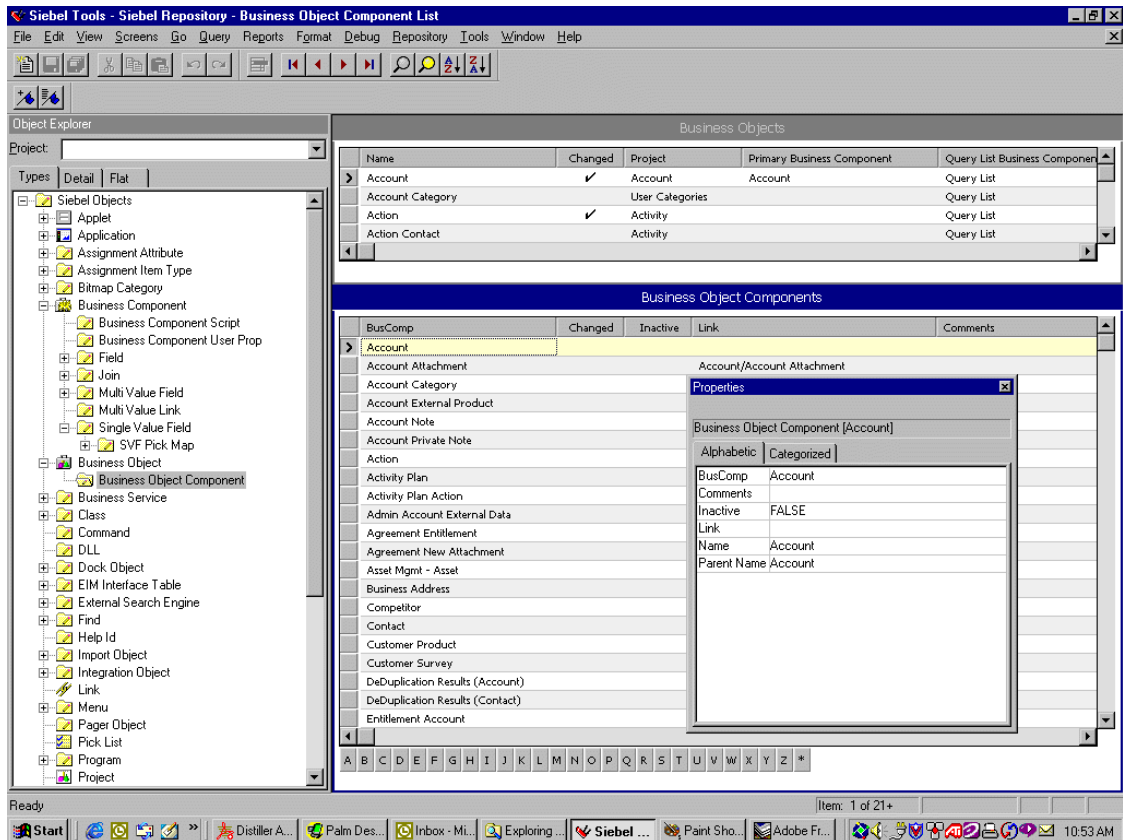 Siebel Tools - Siebel Repository - Business Object Component List
File Edit View Screens Go Query Reports Format Debug Repository Tools Window Help
Object Explorer
Project:
Types Detail Flat
Siebel Objects
Applet
Application
Assignment Attribute
Assignment Item Type
Bitmap Category
Business Component
Business Component Script
Business Component User Prop
Field
Join
Multi Value Field
Multi Value Link
Single Value Field
SVF Pick Map
Business Object
Business Object Component
Business Service
Class
Command
DLL
Dock Object
EIM Interface Table
External Search Engine
Find
Help Id
Import Object
Integration Object
Link
Menu
Pager Object
Pick List
Program
Project
Business Objects
Name Changed Project Primary Business Component Query List Business Componen
Account ✓ Account Account Query List
Account Category User Categories Query List
Action ✓ Activity Query List
Action Contact Activity Query List
Business Object Components
BusComp Changed Inactive Link Comments
Account
Account Attachment Account/Account Attachment
Account Category
Account External Product
Account Note
Account Private Note
Action
Activity Plan
Activity Plan Action
Admin Account External Data
Agreement Entitlement
Agreement New Attachment
Asset Mgmt - Asset
Business Address
Competitor
Contact
Customer Product
Customer Survey
DeDuplication Results (Account)
DeDuplication Results (Contact)
Entitlement Account
Properties
Business Object Component [Account]
Alphabetic Categorized
BusComp Account
Comments
Inactive FALSE
Link
Name Account
Parent Name Account
A B C D E F G H I J K L M N O P Q R S T U V W X Y Z *
Ready Item: 1 of 21+
Start » Distiller A... Palm Des... Inbox - Mi... Exploring ... Siebel ... Paint Sho... Adobe Fr... 10:53 AM